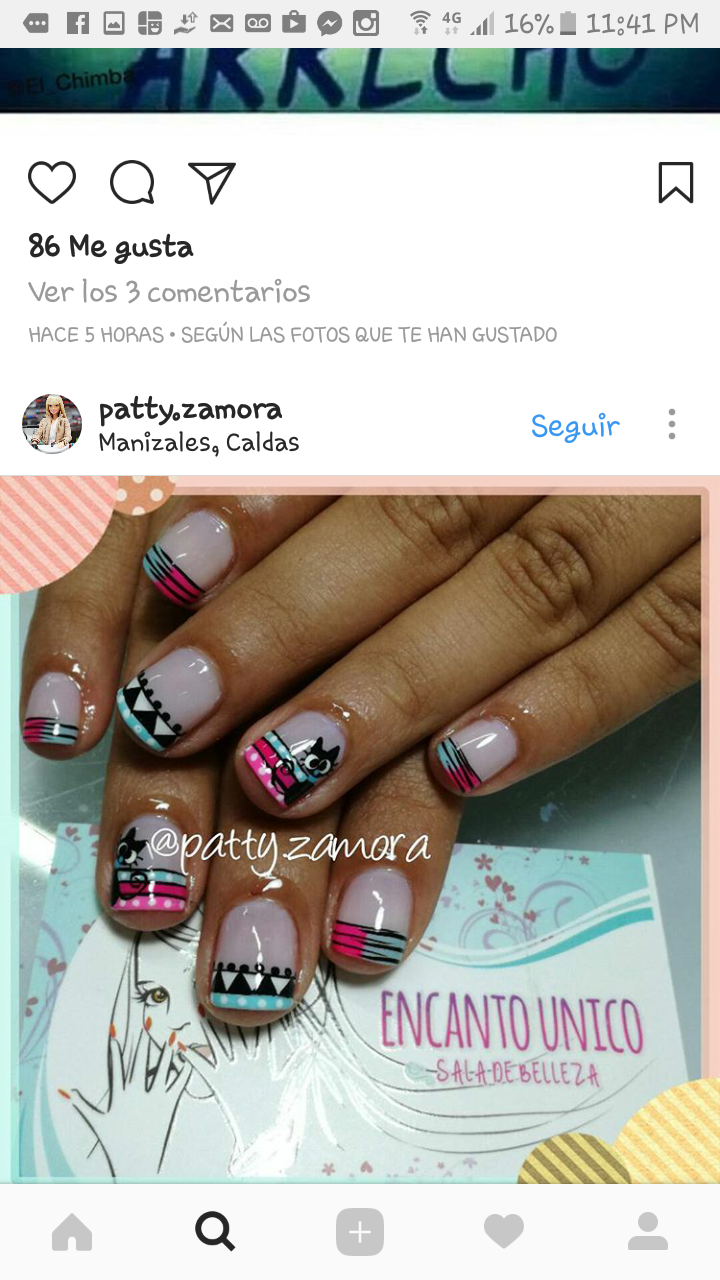 4G 16% 11:41 PM
©El_Chimba
ARRECHO
86 Me gusta
Ver los 3 comentarios
HACE 5 HORAS • SEGÚN LAS FOTOS QUE TE HAN GUSTADO
patty.zamora
Manizales, Caldas
Seguir
@patty.zamora
ENCANTO UNICO
SALA DE BELLEZA